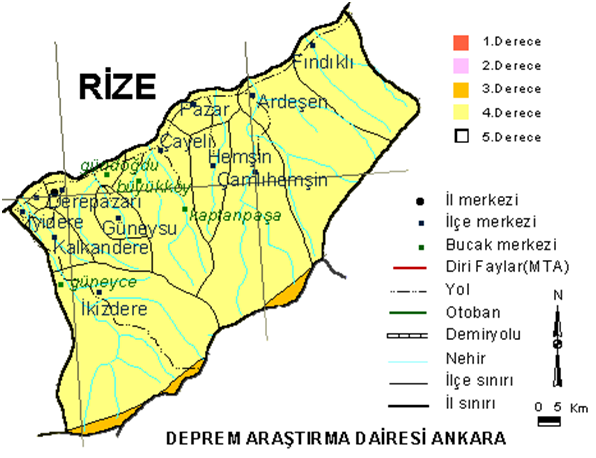 RİZE
Fındıklı
Ardeşen
Pazar
Çayeli
Hemşin
Çamlıhemşin
gündoğdu
büyükköy
kaptanpaşa
Derepazarı
İyidere
Güneysu
Kalkandere
güneyce
İkizdere
1.Derece
2.Derece
3.Derece
4.Derece
5.Derece
İl merkezi
İlçe merkezi
Bucak merkezi
Diri Faylar(MTA)
Yol
Otoban
Demiryolu
Nehir
İlçe sınırı
İl sınırı
N
0 5 Km
DEPREM ARAŞTIRMA DAİRESİ ANKARA